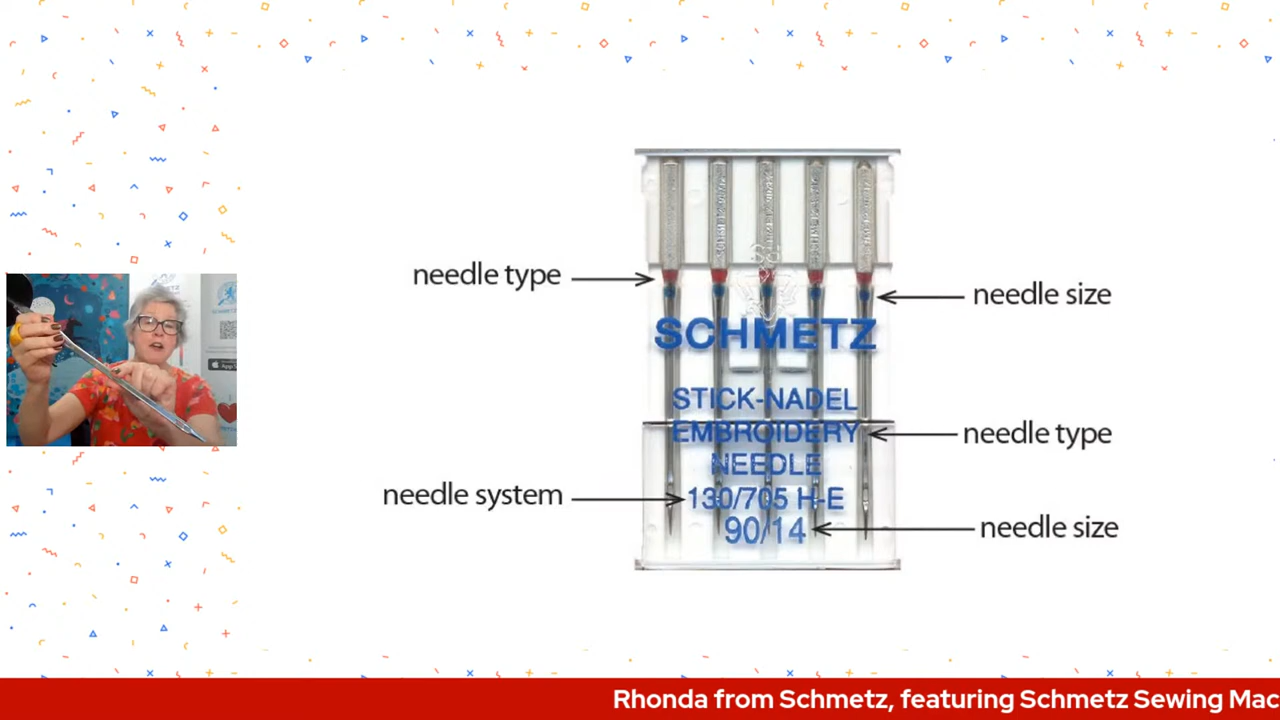 needle type
needle size
SCHMETZ
STICK-NADEL
EMBROIDERY
NEEDLE
needle type
needle system
130/705 H-E
90/14
needle size
Rhonda from Schmetz, featuring Schmetz Sewing Mac